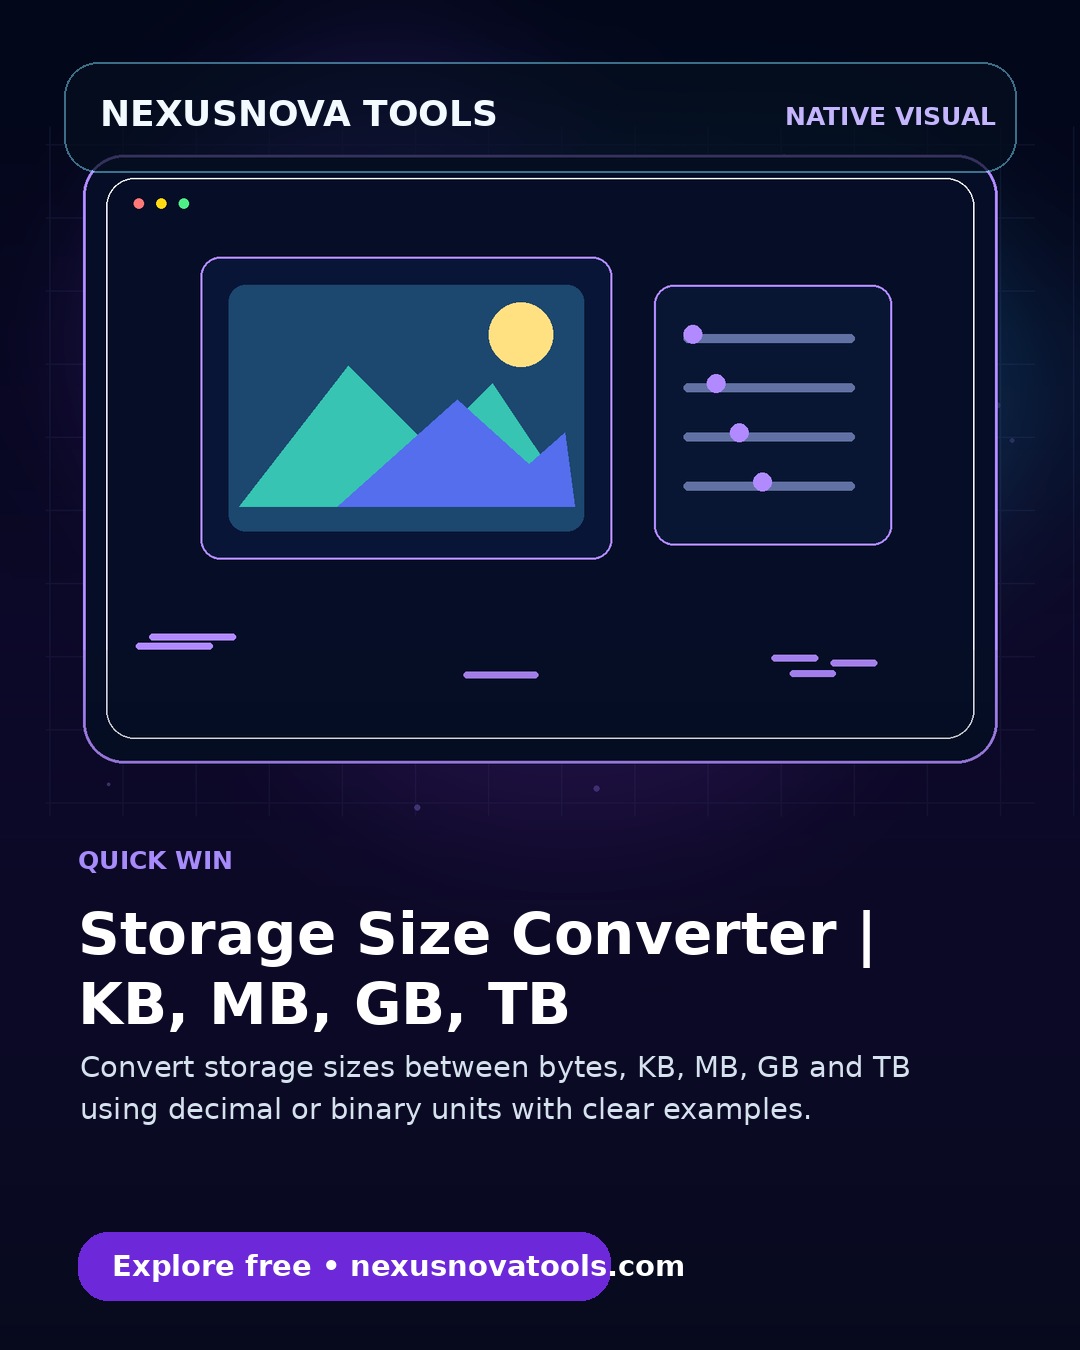 NEXUSNOVA TOOLS
NATIVE VISUAL
QUICK WIN
Storage Size Converter |
KB, MB, GB, TB
Convert storage sizes between bytes, KB, MB, GB and TB
using decimal or binary units with clear examples.
Explore free • nexusnovatools.com